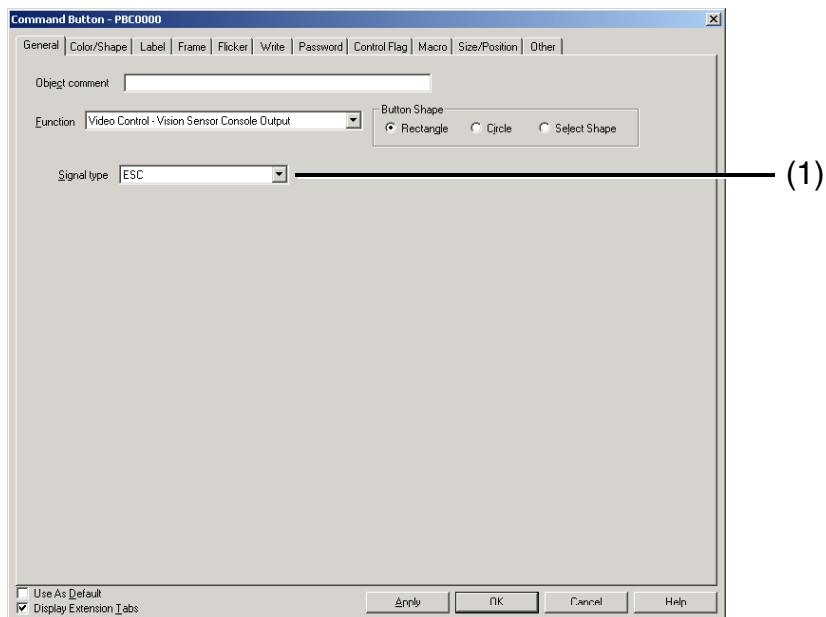 Command Button - PBC0000
General Color/Shape Label Frame Flicker Write Password Control Flag Macro Size/Position Other
Object comment
Button Shape
Function Video Control - Vision Sensor Console Output Rectangle Circle Select Shape
Signal type ESC (1)
Use As Default
Display Extension Tabs Apply OK Cancel Help